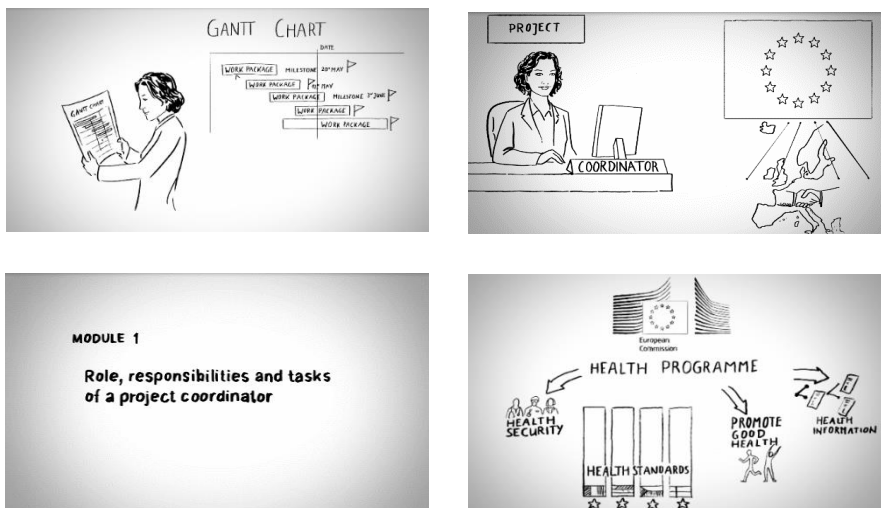 GANTT CHART
DATE
WORK PACKAGE MILESTONE 20th MAY
WORK PACKAGE MAY
WORK PACKAGE MILESTONE 3rd JUNE
WORK PACKAGE
WORK PACKAGE
GANTT CHART
PROJECT
COORDINATOR
MODULE 1
Role, responsibilities and tasks
of a project coordinator
European
Commission
HEALTH PROGRAMME
HEALTH
SECURITY
HEALTH STANDARDS
PROMOTE
GOOD
HEALTH
HEALTH
INFORMATION